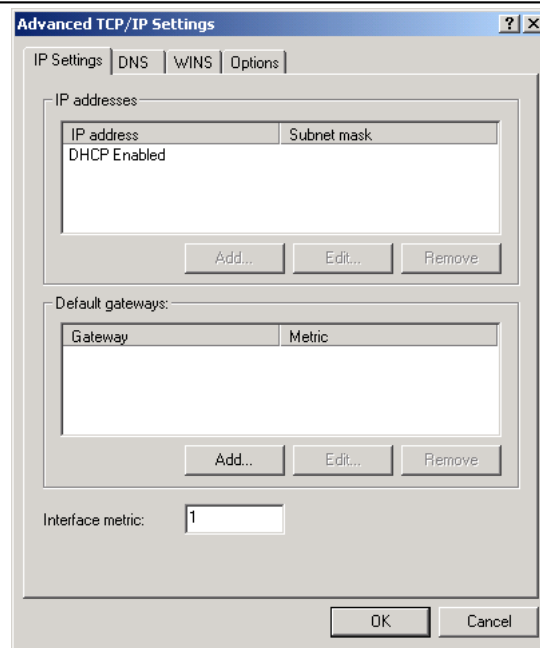 Advanced TCP/IP Settings
IP Settings DNS WINS Options
IP addresses
IP address Subnet mask
DHCP Enabled
Add... Edit... Remove
Default gateways:
Gateway Metric
Add... Edit... Remove
Interface metric: 1
OK Cancel